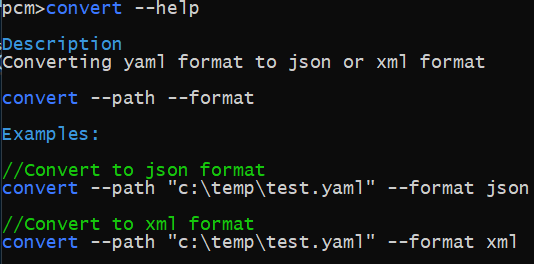 pcm>convert --help
Description
Converting yaml format to json or xml format
convert --path --format
Examples:
//Convert to json format
convert --path "c:\temp\test.yaml" --format json
//Convert to xml format
convert --path "c:\temp\test.yaml" --format xml